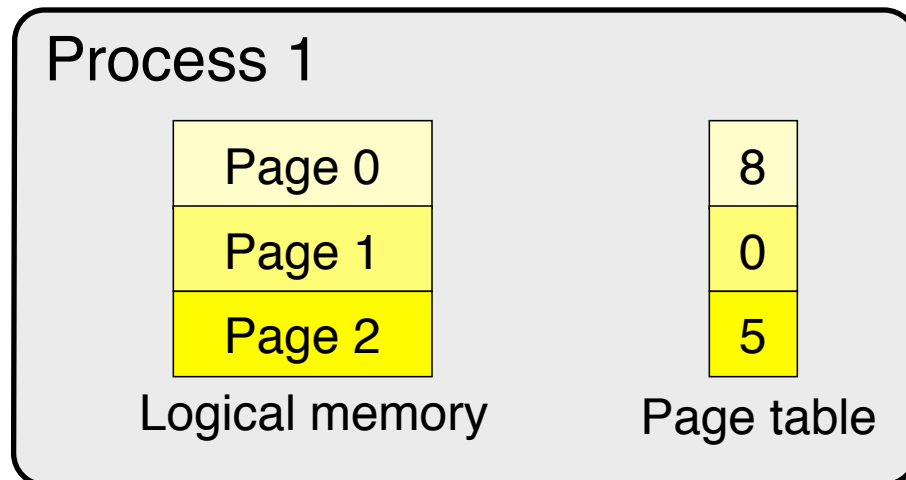 Process 1
Page 0
8
Page 1
0
Page 2
5
Logical memory
Page table